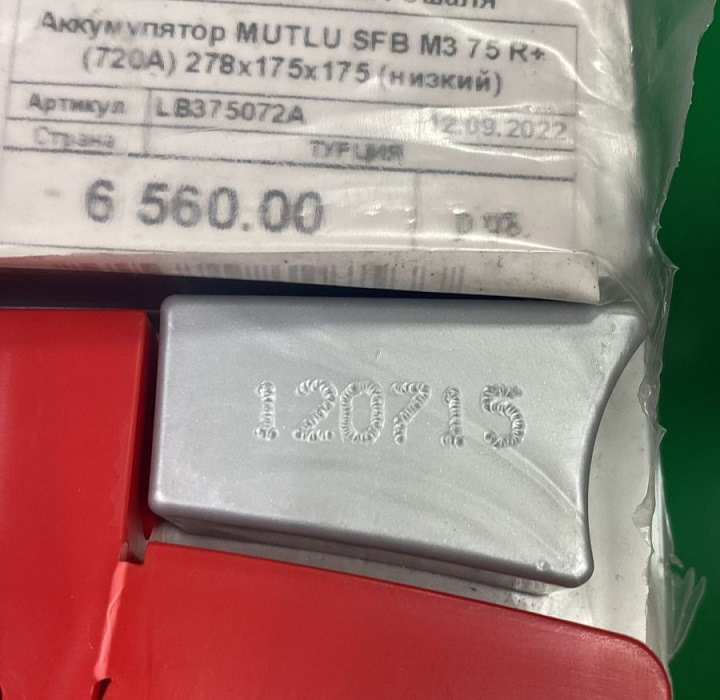 Аккумулятор MUTLU SFB M3 75 R+
(720A) 278x175x175 (низкий)
Артикул LB375072A 12.09.2022
Страна ТУРЦИЯ
6 560.00
120715